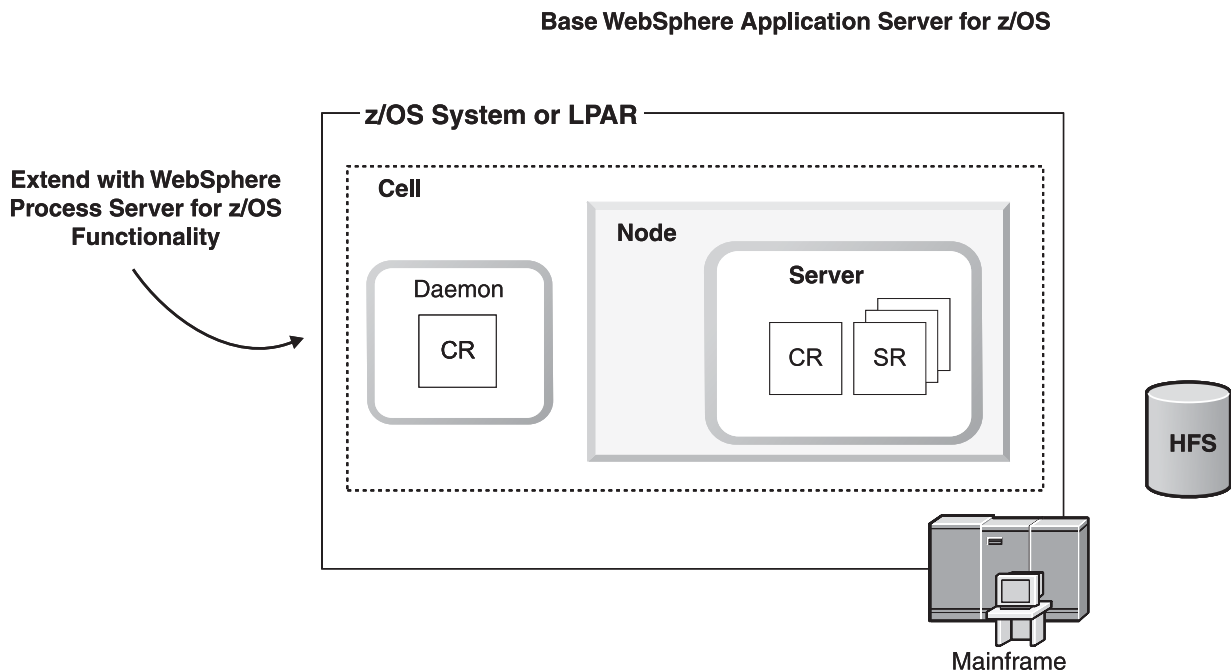 Base WebSphere Application Server for z/OS
z/OS System or LPAR
Extend with WebSphere
Process Server for z/OS
Functionality
Cell
Node
Daemon
CR
Server
CR
SR
HFS
Mainframe